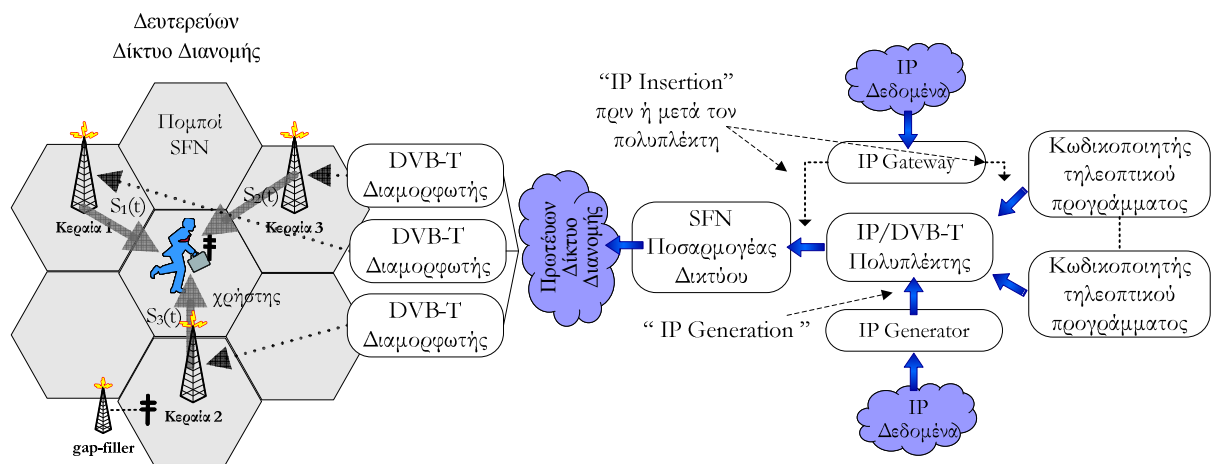 Δευτερεύων
Δίκτυο Διανομής
Πομποί
SFN
S1(t)
S2(t)
Κεραία 1
Κεραία 3
χρήστης
S3(t)
Κεραία 2
gap-filler
DVB-T
Διαμορφωτής
DVB-T
Διαμορφωτής
DVB-T
Διαμορφωτής
Πρωτέυων
Δίκτυο
Διανομής
SFN
Ποσαρμογέας
Δικτύου
“IP Insertion”
πριν ή μετά τον
πολυπλέκτη
IP
Δεδομένα
IP Gateway
IP/DVB-T
Πολυπλέκτης
“ IP Generation ”
IP Generator
IP
Δεδομένα
Κωδικοποιητής
τηλεοπτικού
προγράμματος
Κωδικοποιητής
τηλεοπτικού
προγράμματος